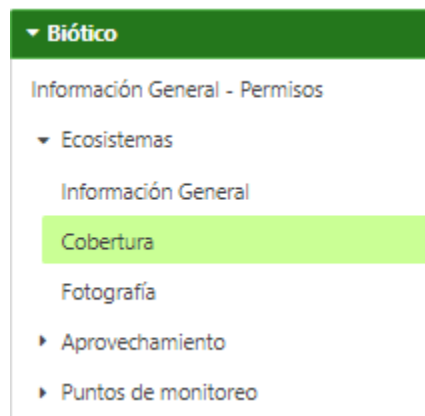 Biótico
Información General - Permisos
Ecosistemas
Información General
Cobertura
Fotografía
Aprovechamiento
Puntos de monitoreo